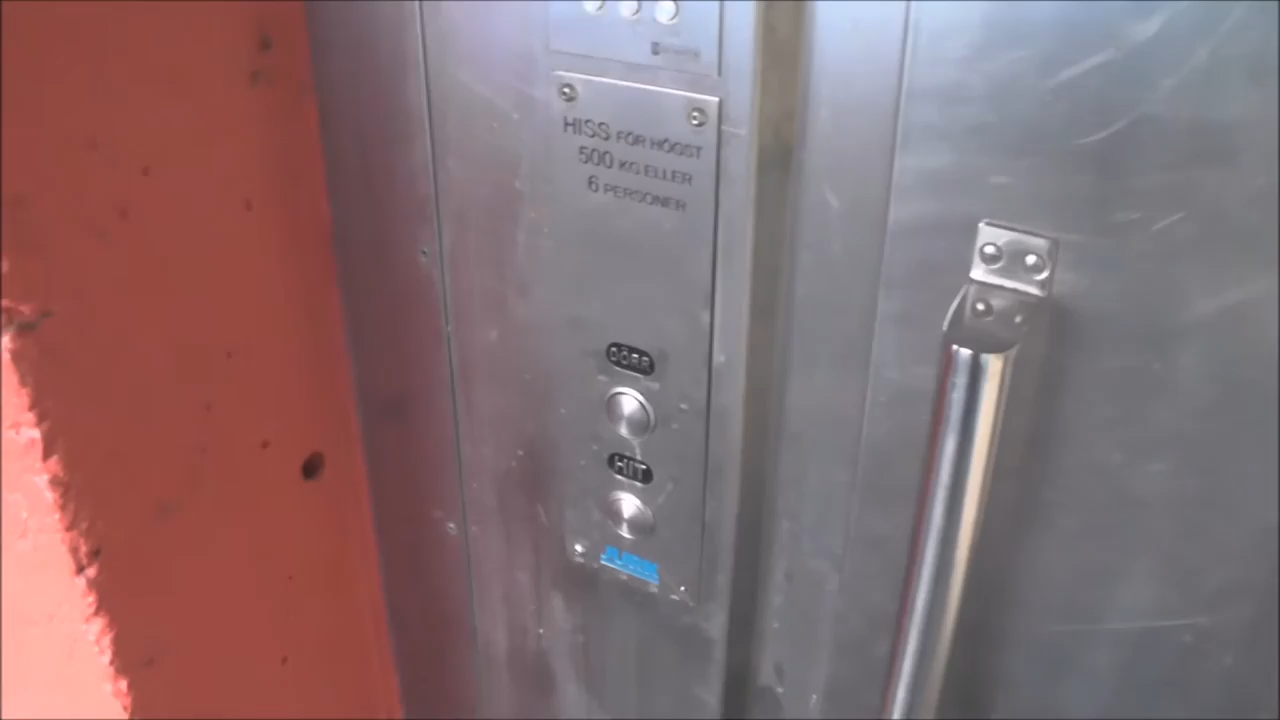 HISS FÖR HÖGST
500 KG ELLER
6 PERSONER
DÖRR
HIT